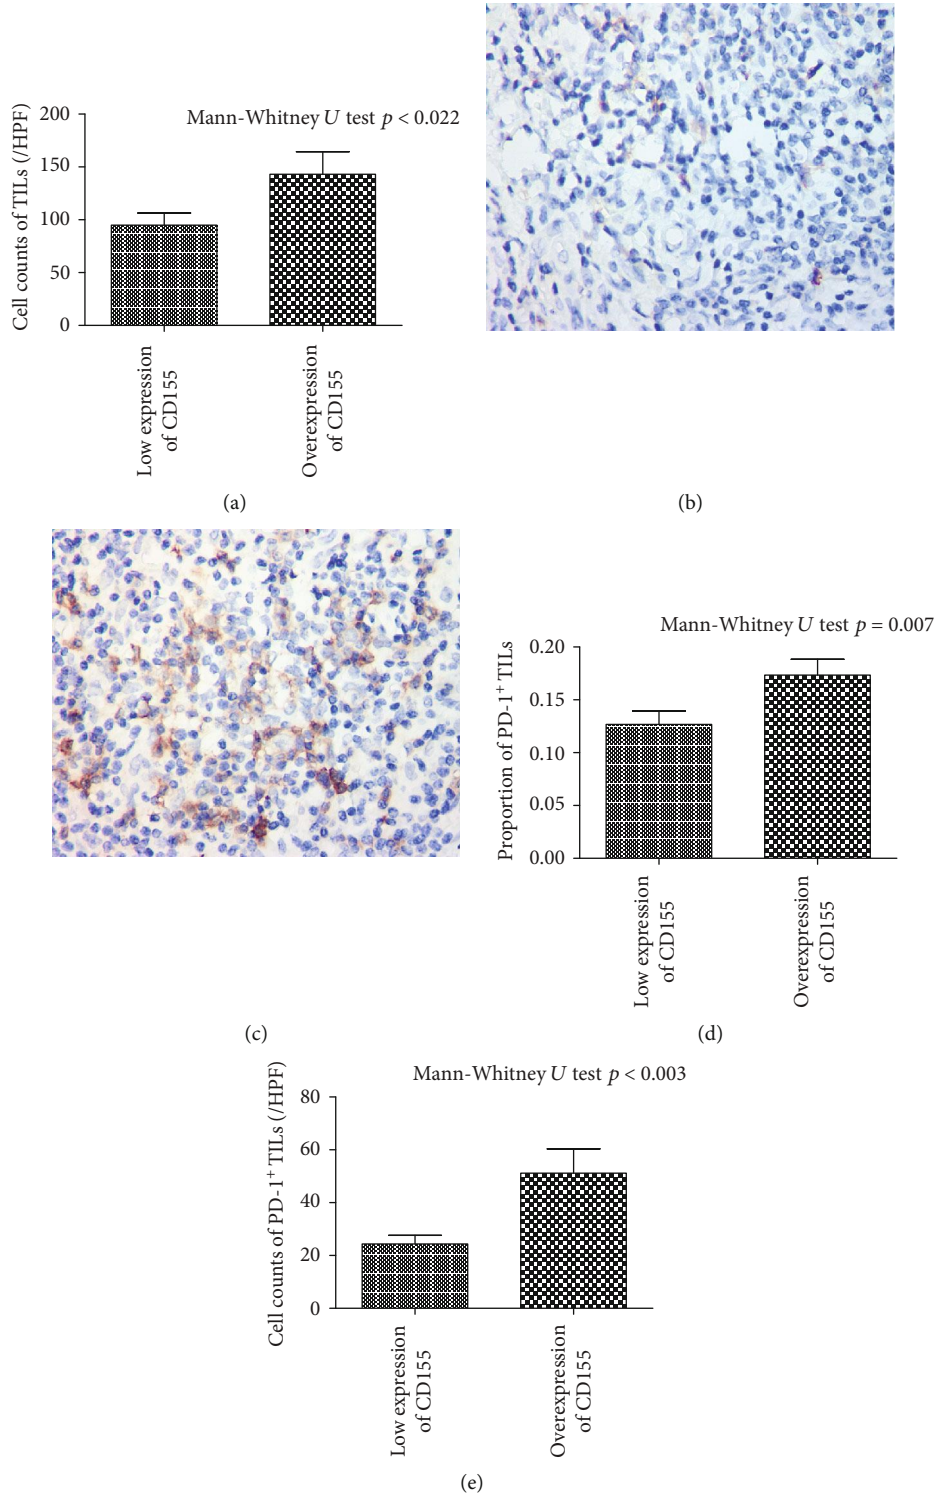 Cell counts of TILs (/HPF)
200
150
100
50
0
Mann-Whitney U test p < 0.022
Low expression
of CD155
Overexpression
of CD155
(a)
(b)
(c)
Mann-Whitney U test p = 0.007
Proportion of PD-1⁺ TILs
0.20
0.15
0.10
0.05
0.00
Low expression
of CD155
Overexpression
of CD155
(d)
Mann-Whitney U test p < 0.003
Cell counts of PD-1⁺ TILs (/HPF)
80
60
40
20
0
Low expression
of CD155
Overexpression
of CD155
(e)